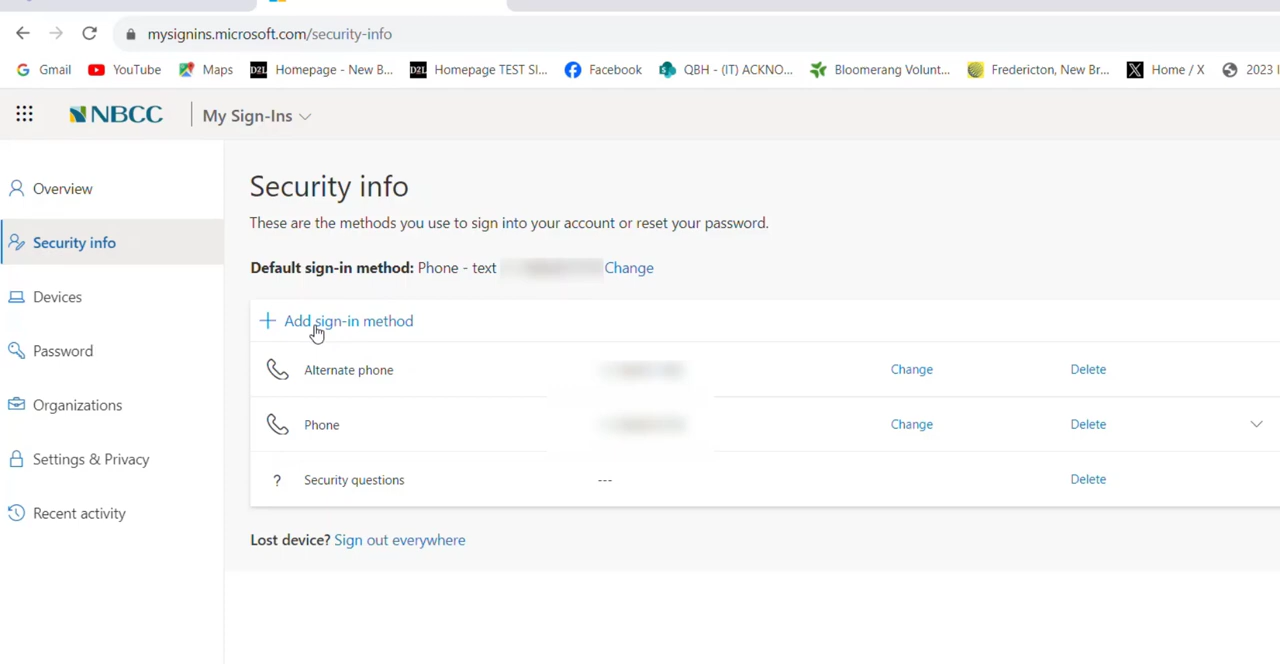 mysignins.microsoft.com/security-info
Gmail YouTube Maps D2L Homepage - New B... D2L Homepage TEST SI... Facebook QBH - (IT) ACKNO... Bloomerang Volunt... Fredericton, New Br... Home / X 2023
NBCC My Sign-Ins
Overview
Security info
Devices
Password
Organizations
Settings & Privacy
Recent activity
Security info
These are the methods you use to sign into your account or reset your password.
Default sign-in method: Phone - text Change
+ Add sign-in method
Alternate phone Change Delete
Phone Change Delete
? Security questions --- Delete
Lost device? Sign out everywhere